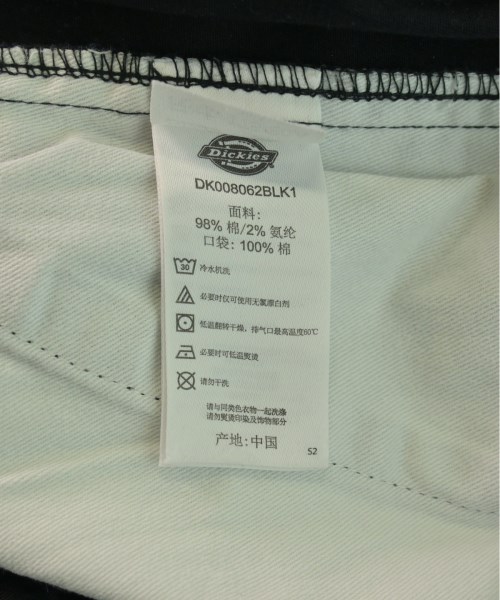 Dickies
DK008062BLK1
面料:
98% 棉/2% 氨纶
口袋: 100% 棉
30 冷水机洗
必要时仅可使用无氯漂白剂
低温翻转干燥，排气口最高温度60℃
必要时可低温熨烫
请勿干洗
请与同类色衣物一起洗涤
请勿熨烫印染及饰物部分
产地: 中国
52